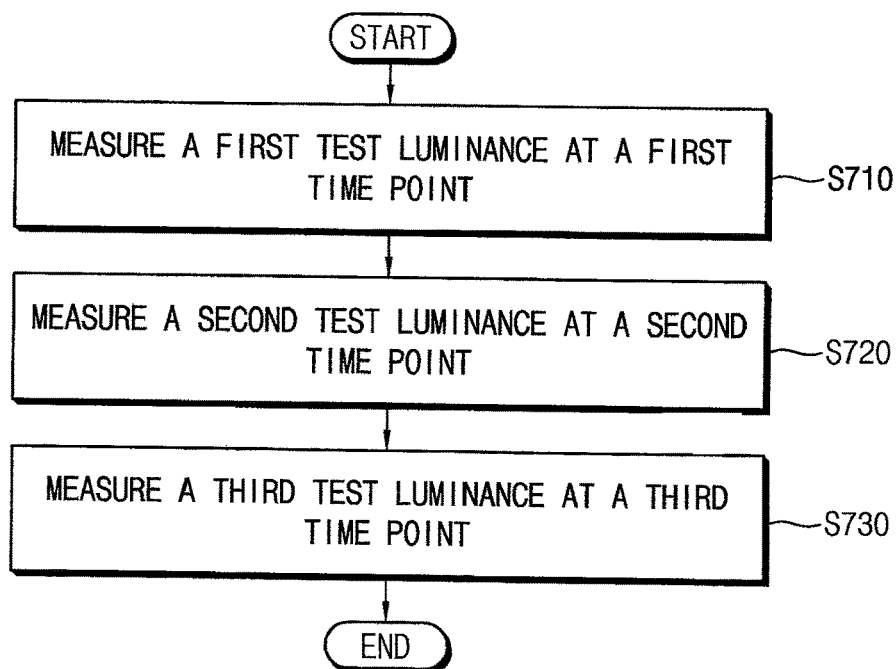 START
MEASURE A FIRST TEST LUMINANCE AT A FIRST
TIME POINT
S710
MEASURE A SECOND TEST LUMINANCE AT A SECOND
TIME POINT
S720
MEASURE A THIRD TEST LUMINANCE AT A THIRD
TIME POINT
S730
END